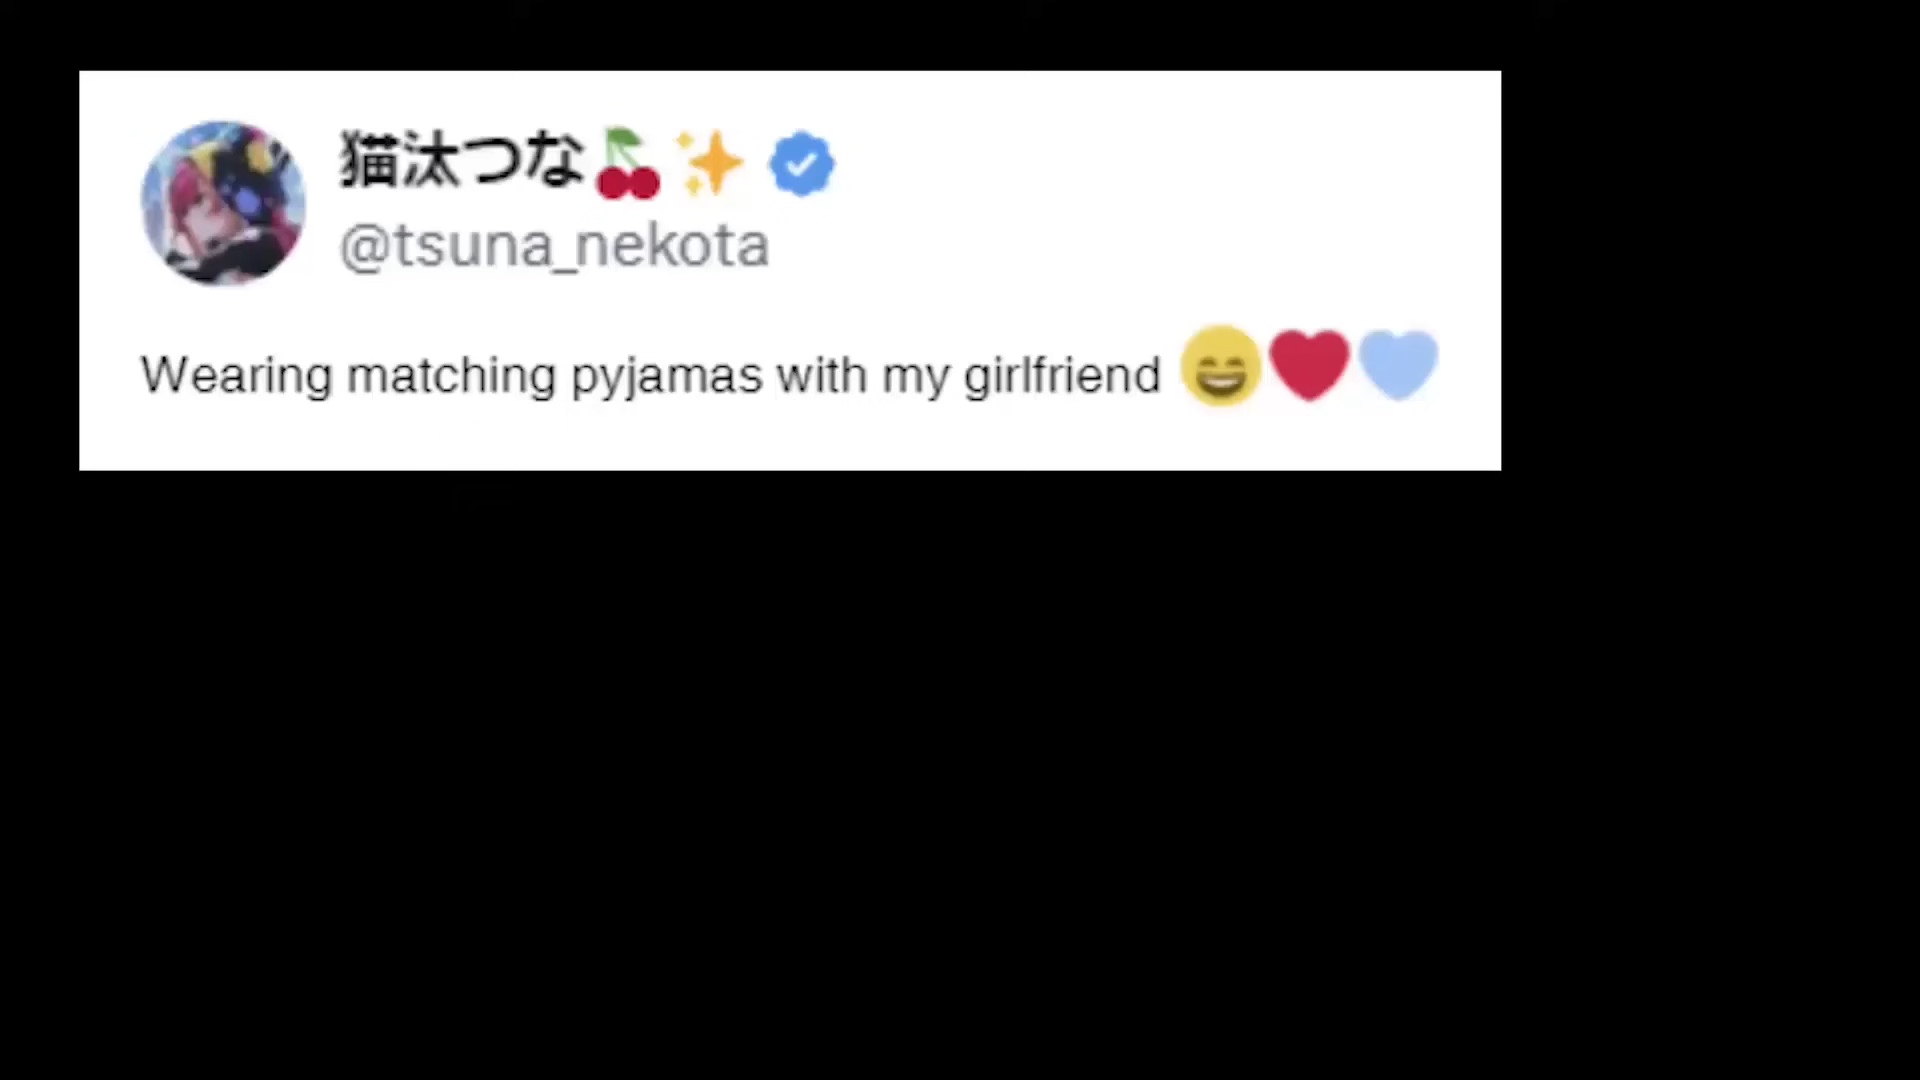 猫汰つな🍒✨
@tsuna_nekota
Wearing matching pyjamas with my girlfriend 😄❤️🩵